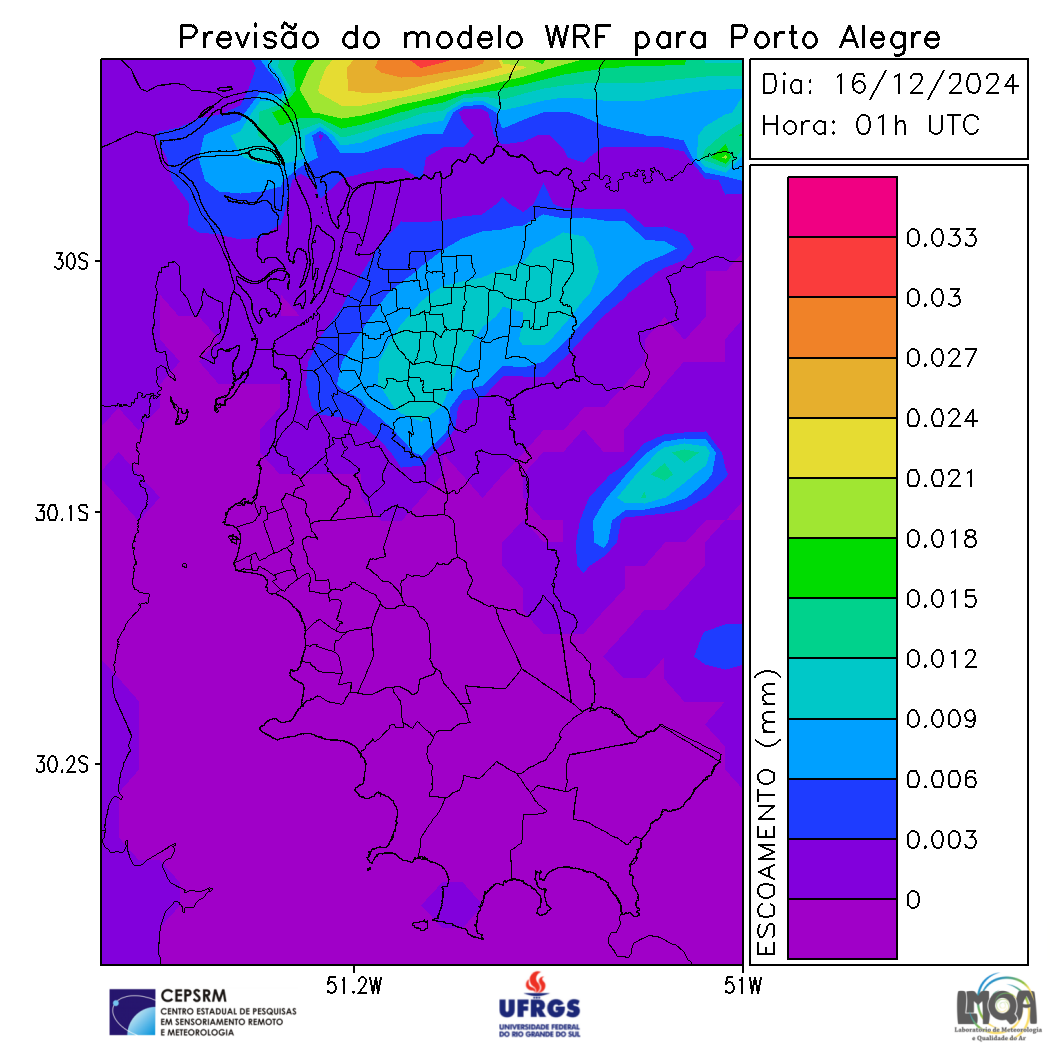 Previsão do modelo WRF para Porto Alegre
Dia: 16/12/2024
Hora: 01h UTC
30S
30.1S
30.2S
51.2W
51W
ESCOAMENTO (mm)
0.033
0.03
0.027
0.024
0.021
0.018
0.015
0.012
0.009
0.006
0.003
0
CEPSRM
CENTRO ESTADUAL DE PESQUISAS
EM SENSORIAMENTO REMOTO
E METEOROLOGIA
UFRGS
UNIVERSIDADE FEDERAL
DO RIO GRANDE DO SUL
LMQA
Laboratório de Meteorologia
e Qualidade do Ar